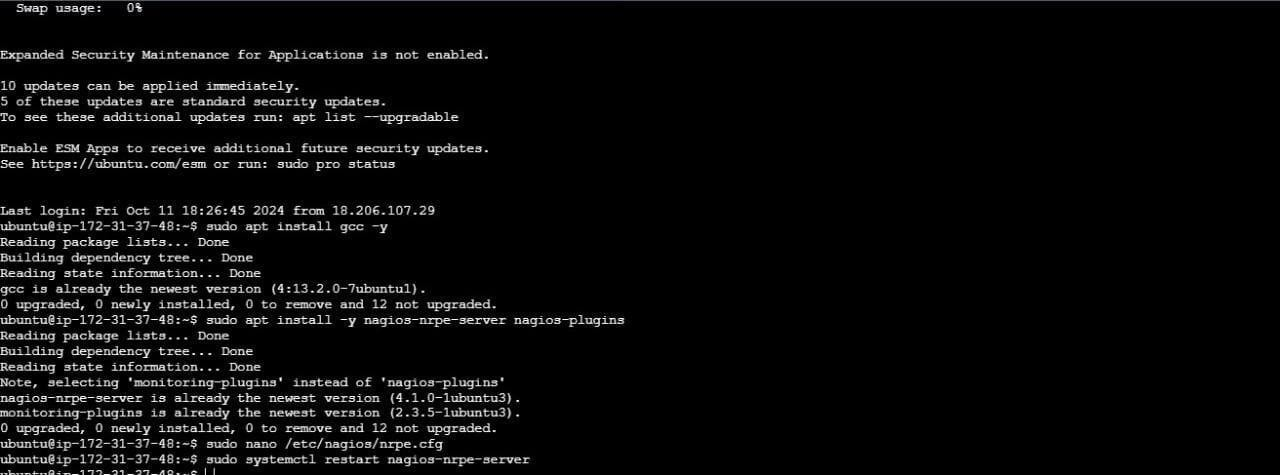 Swap usage:   0%
Expanded Security Maintenance for Applications is not enabled.
10 updates can be applied immediately.
5 of these updates are standard security updates.
To see these additional updates run: apt list --upgradable
Enable ESM Apps to receive additional future security updates.
See https://ubuntu.com/esm or run: sudo pro status
Last login: Fri Oct 11 18:26:45 2024 from 18.206.107.29
ubuntu@ip-172-31-37-48:~$ sudo apt install gcc -y
Reading package lists... Done
Building dependency tree... Done
Reading state information... Done
gcc is already the newest version (4:13.2.0-7ubuntu1).
0 upgraded, 0 newly installed, 0 to remove and 12 not upgraded.
ubuntu@ip-172-31-37-48:~$ sudo apt install -y nagios-nrpe-server nagios-plugins
Reading package lists... Done
Building dependency tree... Done
Reading state information... Done
Note, selecting 'monitoring-plugins' instead of 'nagios-plugins'
nagios-nrpe-server is already the newest version (4.1.0-1ubuntu3).
monitoring-plugins is already the newest version (2.3.5-1ubuntu3).
0 upgraded, 0 newly installed, 0 to remove and 12 not upgraded.
ubuntu@ip-172-31-37-48:~$ sudo nano /etc/nagios/nrpe.cfg
ubuntu@ip-172-31-37-48:~$ sudo systemctl restart nagios-nrpe-server
ubuntu@ip-172-31-37-48:~$